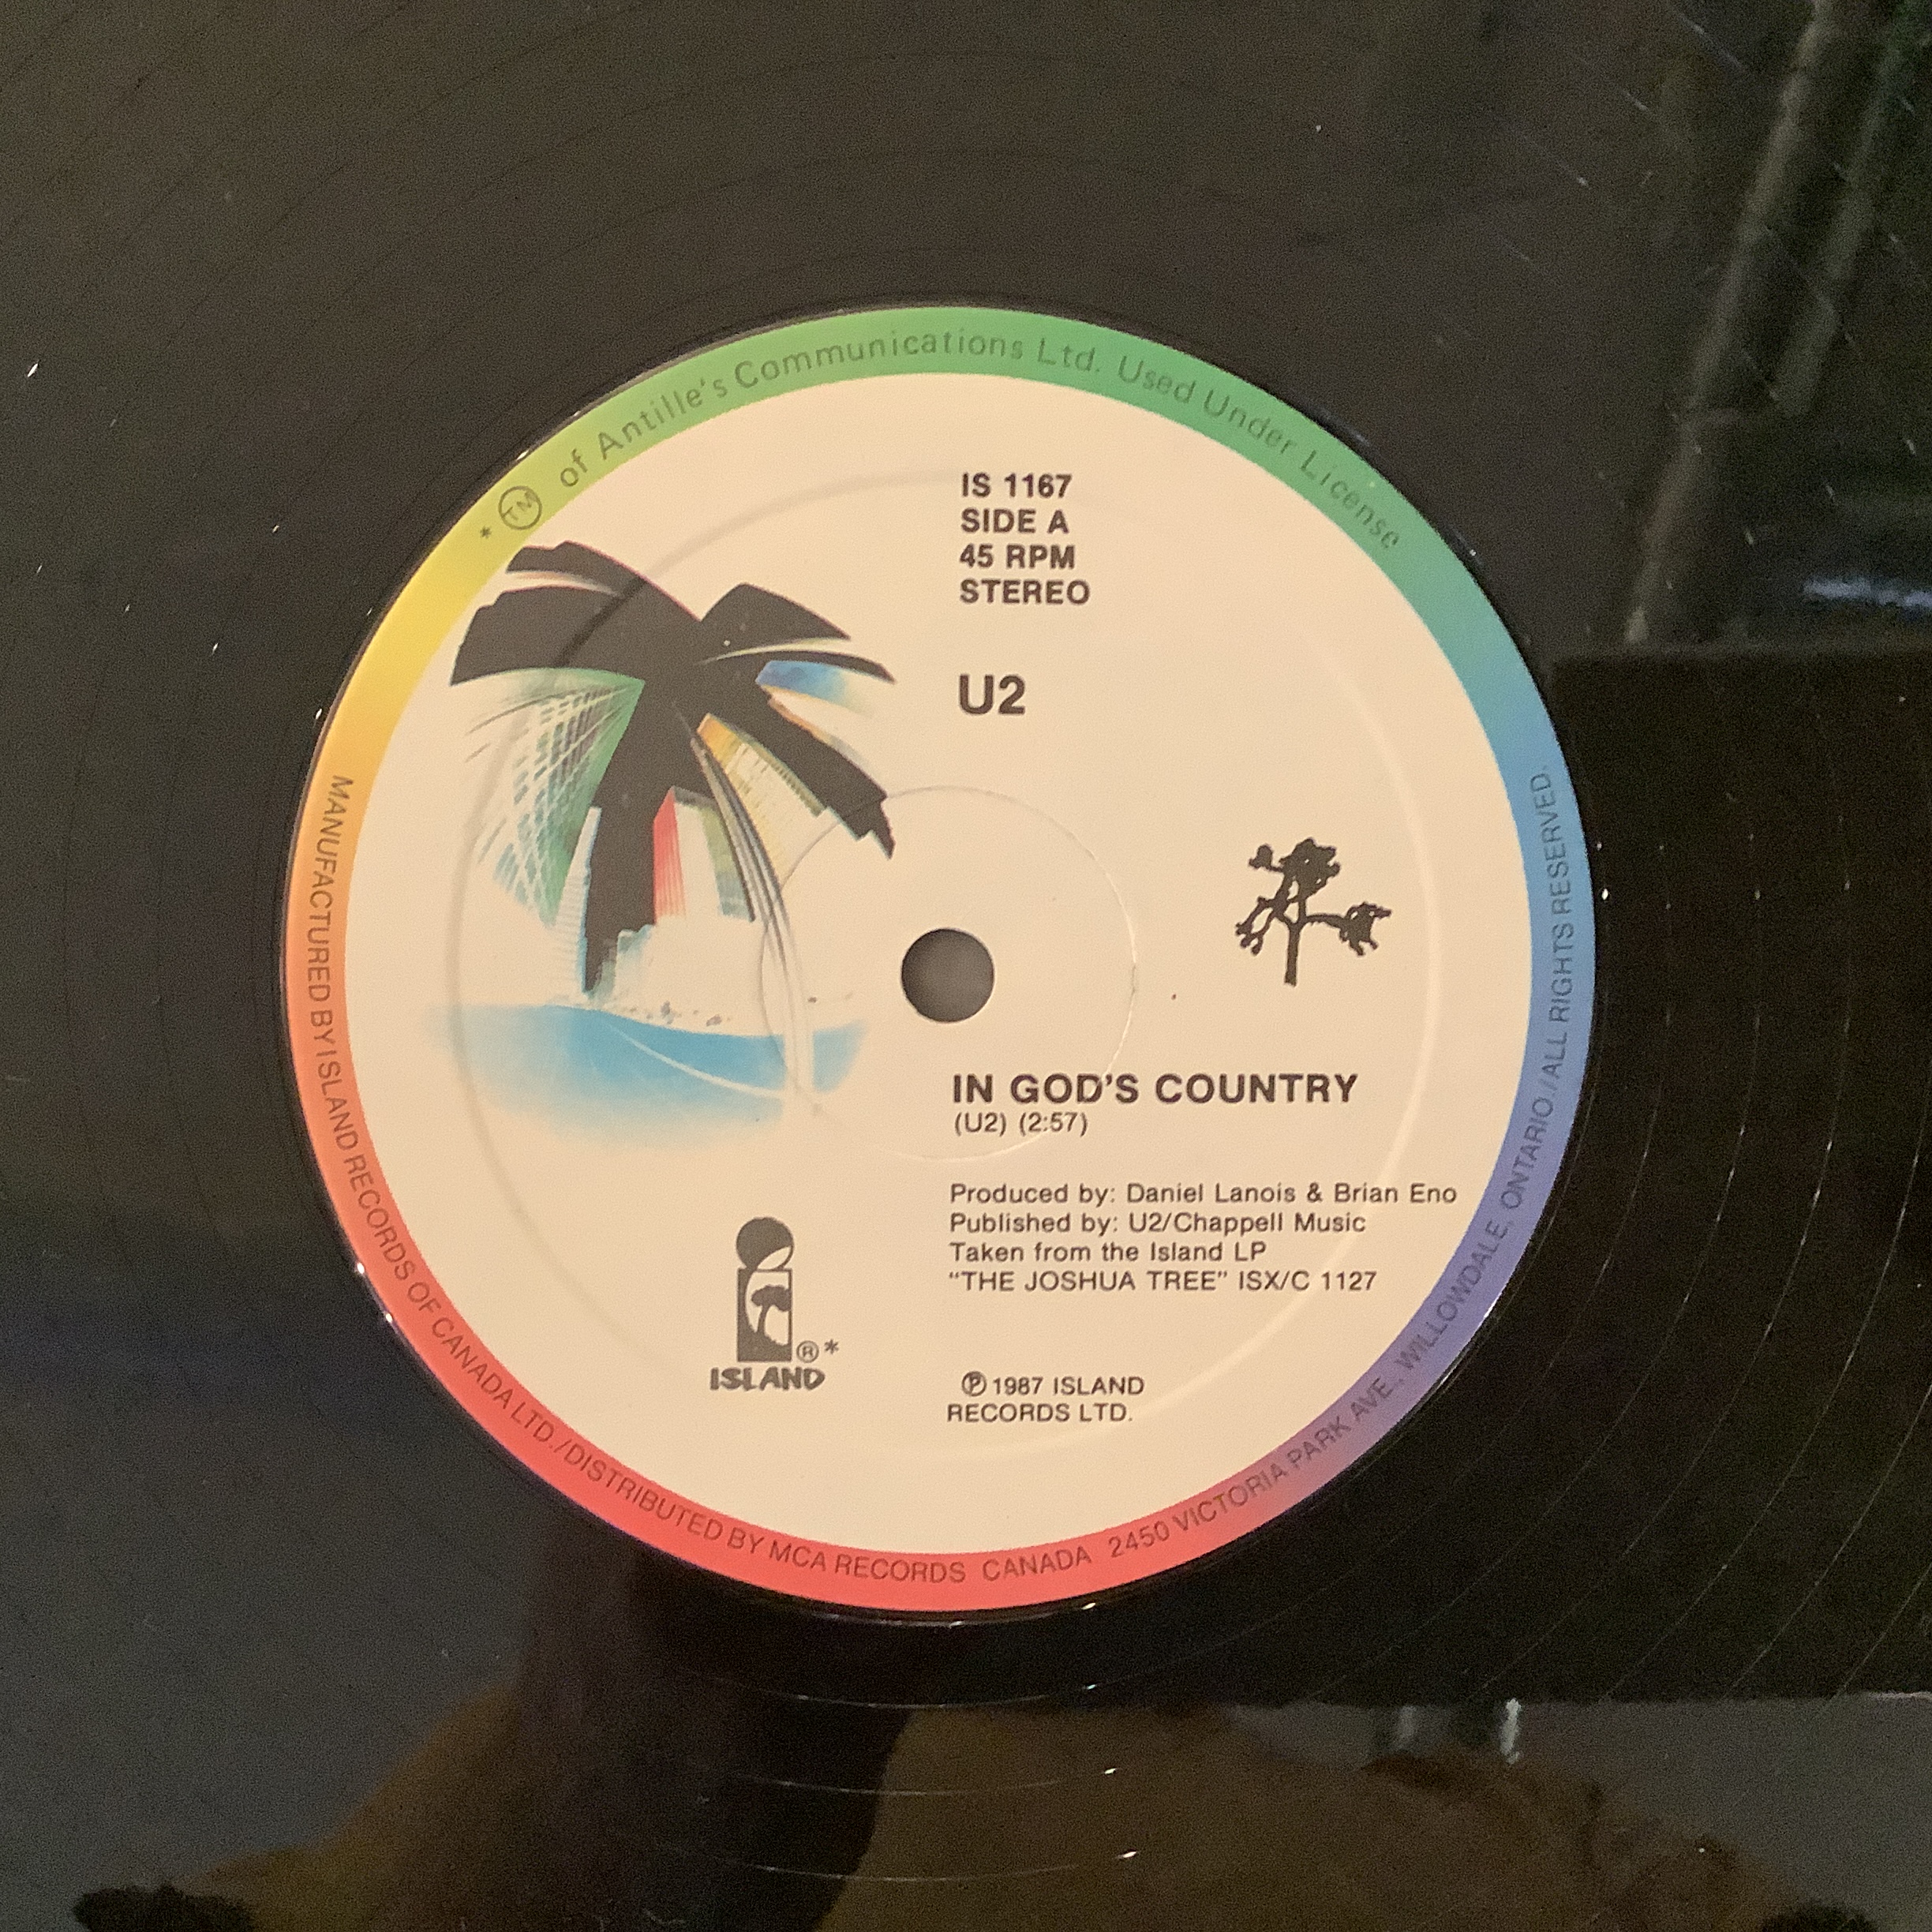 * ™ of Antille's Communications Ltd. Used Under License
IS 1167
SIDE A
45 RPM
STEREO
U2
IN GOD'S COUNTRY
(U2) (2:57)
Produced by: Daniel Lanois & Brian Eno
Published by: U2/Chappell Music
Taken from the Island LP
"THE JOSHUA TREE" ISX/C 1127
®*
ISLAND
℗ 1987 ISLAND
RECORDS LTD.
MANUFACTURED BY ISLAND RECORDS OF CANADA LTD./DISTRIBUTED BY MCA RECORDS CANADA 2450 VICTORIA PARK AVE., WILLOWDALE, ONTARIO./ALL RIGHTS RESERVED.